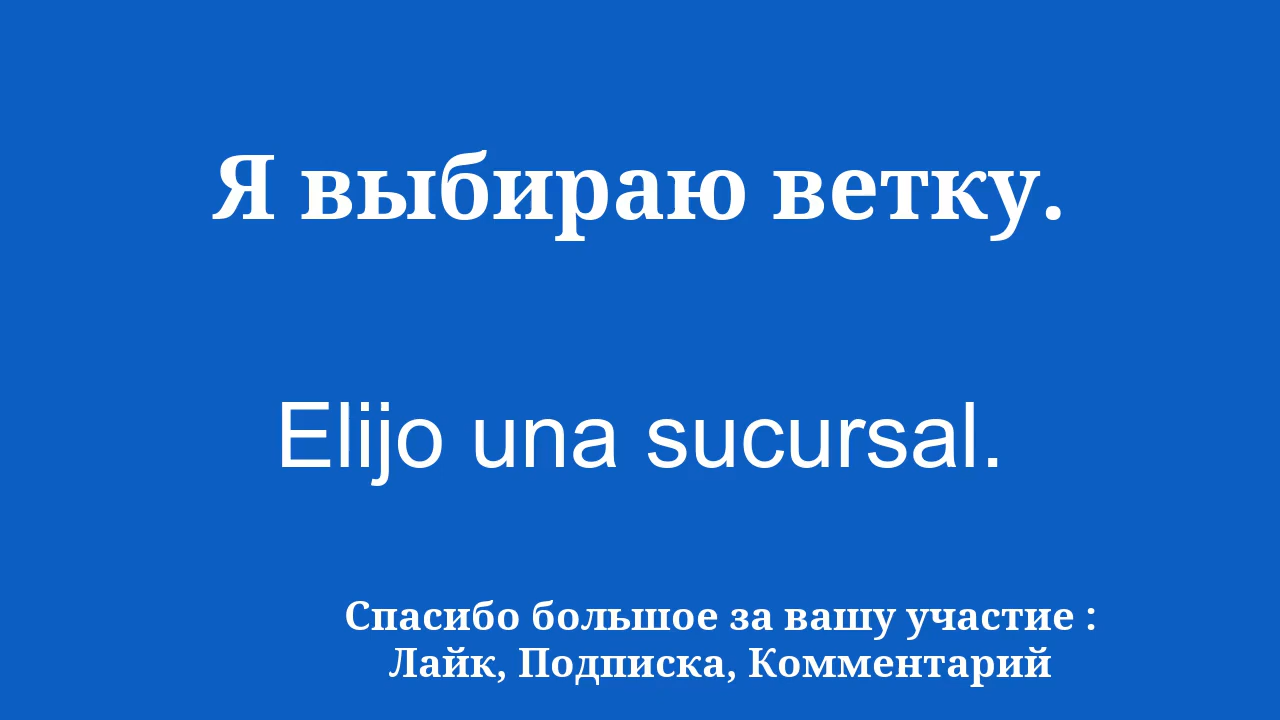 Я выбираю ветку.
Elijo una sucursal.
Спасибо большое за вашу участие :
Лайк, Подписка, Комментарий